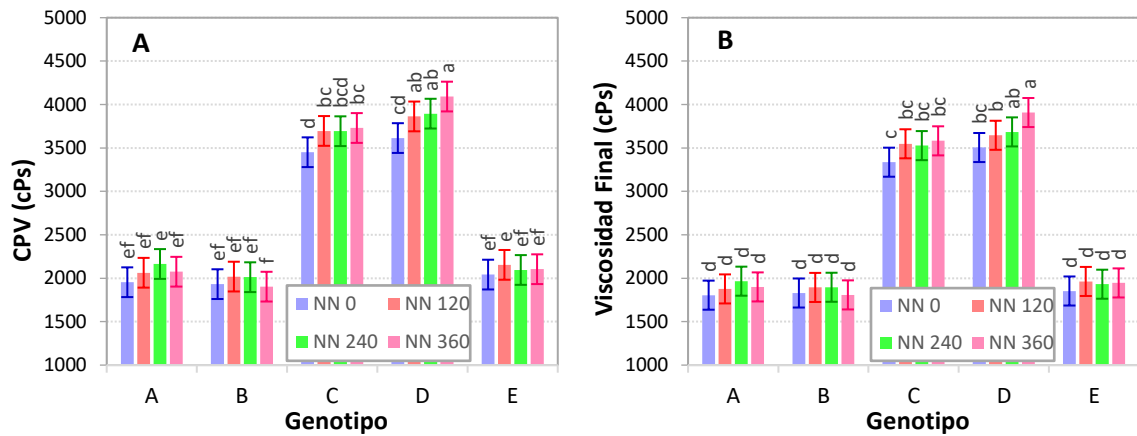 A
CPV (cPs)
5000
4500
4000
3500
3000
2500
2000
1500
1000
ef ef e ef
ef ef ef f
d bc bcd bc
cd ab ab a
ef e ef ef
NN 0 NN 120
NN 240 NN 360
A B C D E
Genotipo
B
Viscosidad Final (cPs)
5000
4500
4000
3500
3000
2500
2000
1500
1000
d d d d
d d d d
c bc bc bc
bc b ab a
d d d d
NN 0 NN 120
NN 240 NN 360
A B C D E
Genotipo